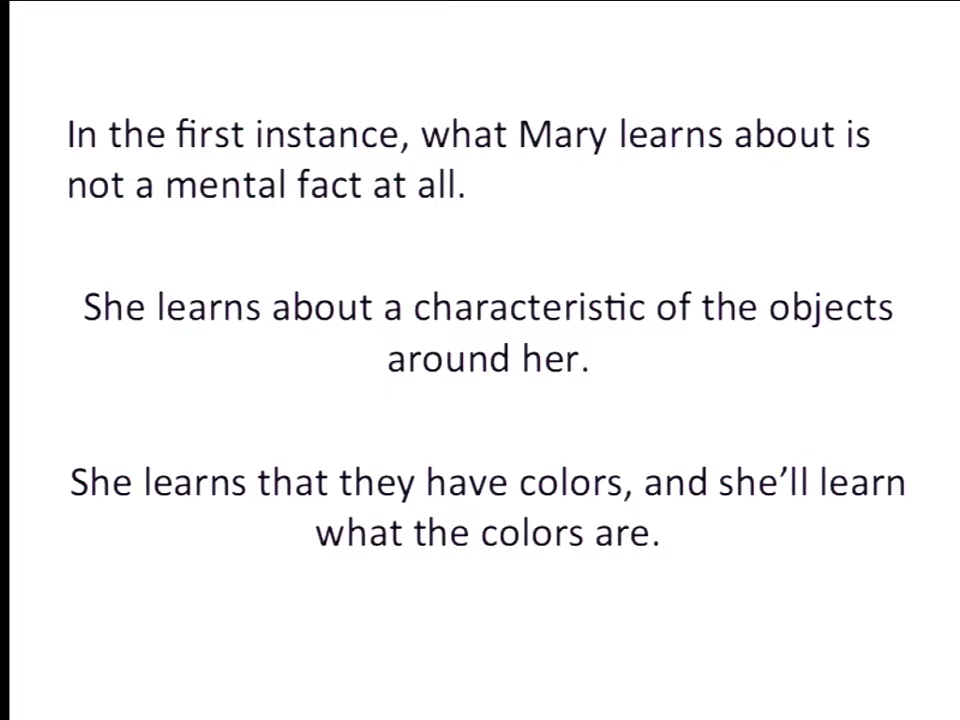 In the first instance, what Mary learns about is
not a mental fact at all.
She learns about a characteristic of the objects
around her.
She learns that they have colors, and she’ll learn
what the colors are.